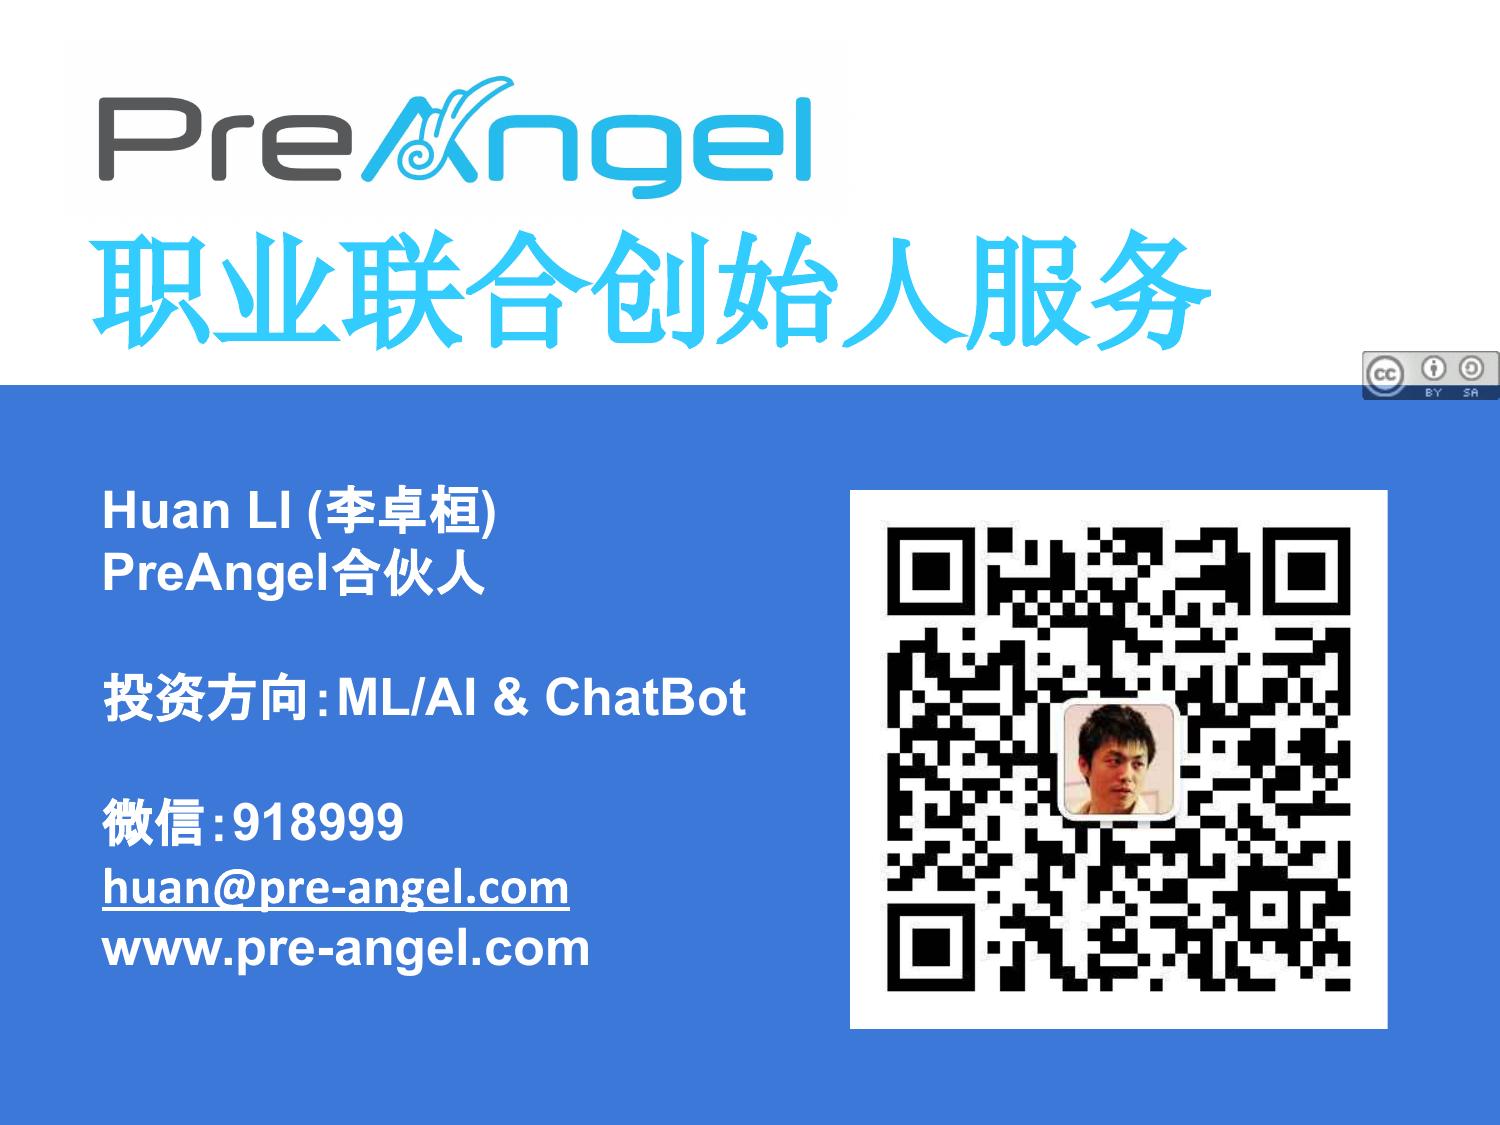 PreAngel
职业联合创始人服务
cc BY SA
Huan LI (李卓桓)
PreAngel合伙人
投资方向：ML/AI & ChatBot
微信：918999
huan@pre-angel.com
www.pre-angel.com